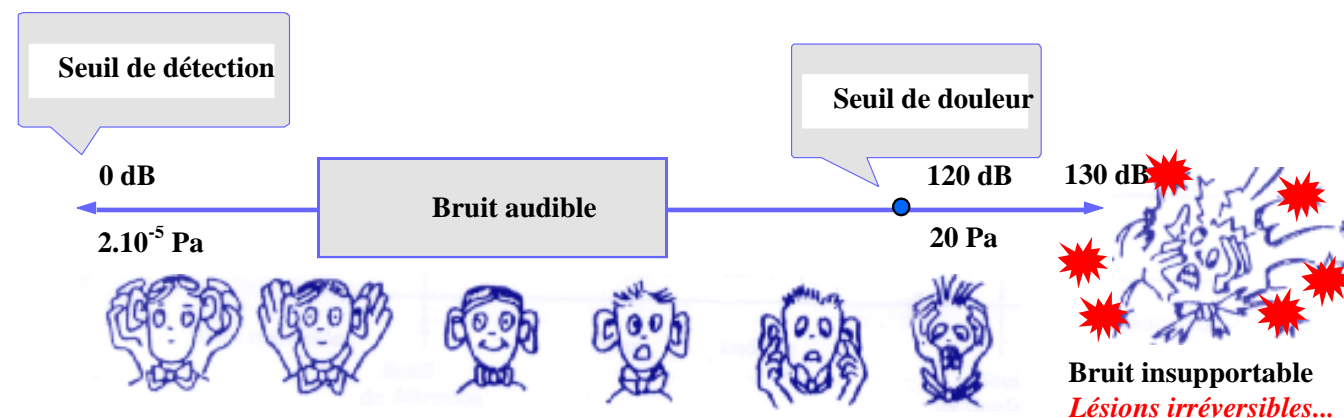 Seuil de détection
Seuil de douleur
0 dB
120 dB
130 dB
Bruit audible
2.10⁻⁵ Pa
20 Pa
Bruit insupportable
Lésions irréversibles...